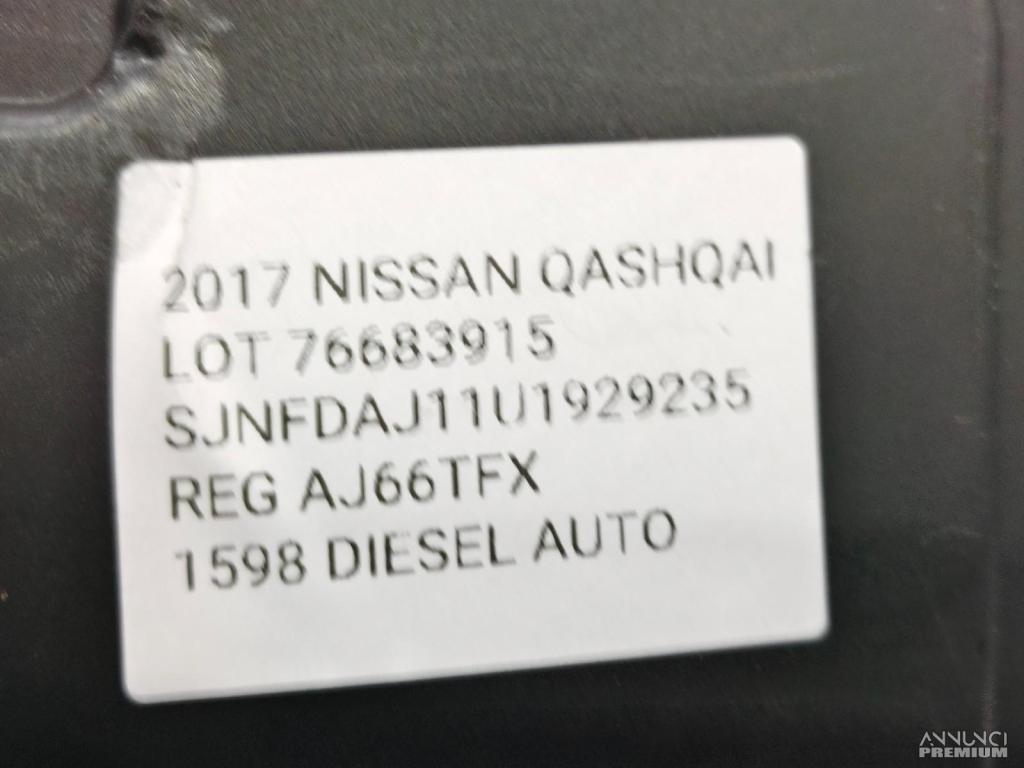 2017 NISSAN QASHQAI
LOT 76683915
SJNFDAJ11U1929235
REG AJ66TFX
1598 DIESEL AUTO
ANNUNCI
PREMIUM